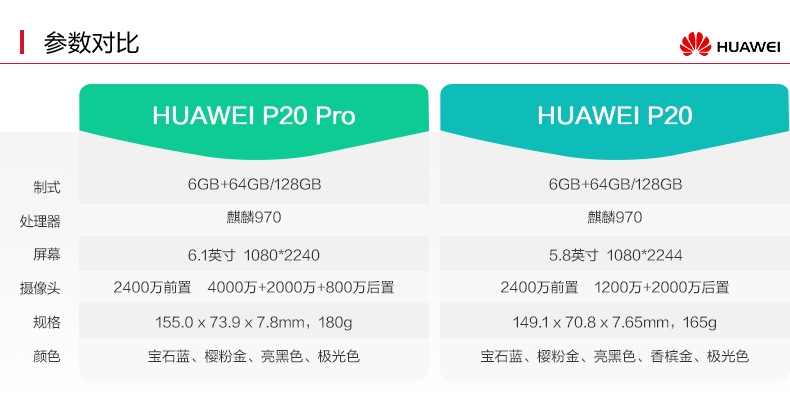 参数对比
HUAWEI
HUAWEI P20 Pro HUAWEI P20
制式 6GB+64GB/128GB 6GB+64GB/128GB
处理器 麒麟970 麒麟970
屏幕 6.1英寸 1080*2240 5.8英寸 1080*2244
摄像头 2400万前置 4000万+2000万+800万后置 2400万前置 1200万+2000万后置
规格 155.0 x 73.9 x 7.8mm，180g 149.1 x 70.8 x 7.65mm，165g
颜色 宝石蓝、樱粉金、亮黑色、极光色 宝石蓝、樱粉金、亮黑色、香槟金、极光色